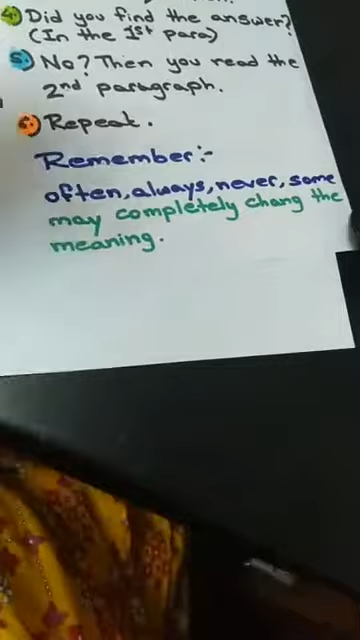 4. Did you find the answer?
(In the 1st para)
5. No? Then you read the
2nd paragraph.
6. Repeat.
Remember:-
often, always, never, some
may completely chang the
meaning.